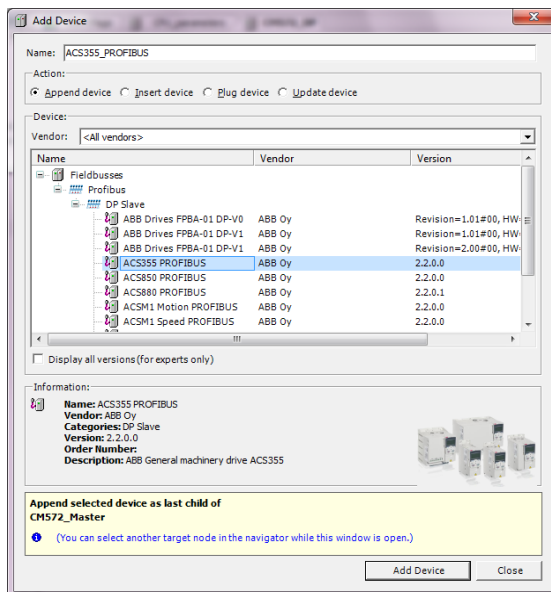 Add Device
Name: ACS355_PROFIBUS
Action:
Append device Insert device Plug device Update device
Device:
Vendor: <All vendors>
Name Vendor Version
Fieldbusses
Profibus
DP Slave
ABB Drives FPBA-01 DP-V0 ABB Oy Revision=1.01#00, HW
ABB Drives FPBA-01 DP-V1 ABB Oy Revision=1.01#00, HW
ABB Drives FPBA-01 DP-V1 ABB Oy Revision=2.00#00, HW
ACS355 PROFIBUS ABB Oy 2.2.0.0
ACS850 PROFIBUS ABB Oy 2.2.0.0
ACS880 PROFIBUS ABB Oy 2.2.0.1
ACSM1 Motion PROFIBUS ABB Oy 2.2.0.0
ACSM1 Speed PROFIBUS ABB Oy 2.2.0.0
Display all versions (for experts only)
Information:
Name: ACS355 PROFIBUS
Vendor: ABB Oy
Categories: DP Slave
Version: 2.2.0.0
Order Number:
Description: ABB General machinery drive ACS355
Append selected device as last child of
CM572_Master
(You can select another target node in the navigator while this window is open.)
Add Device Close